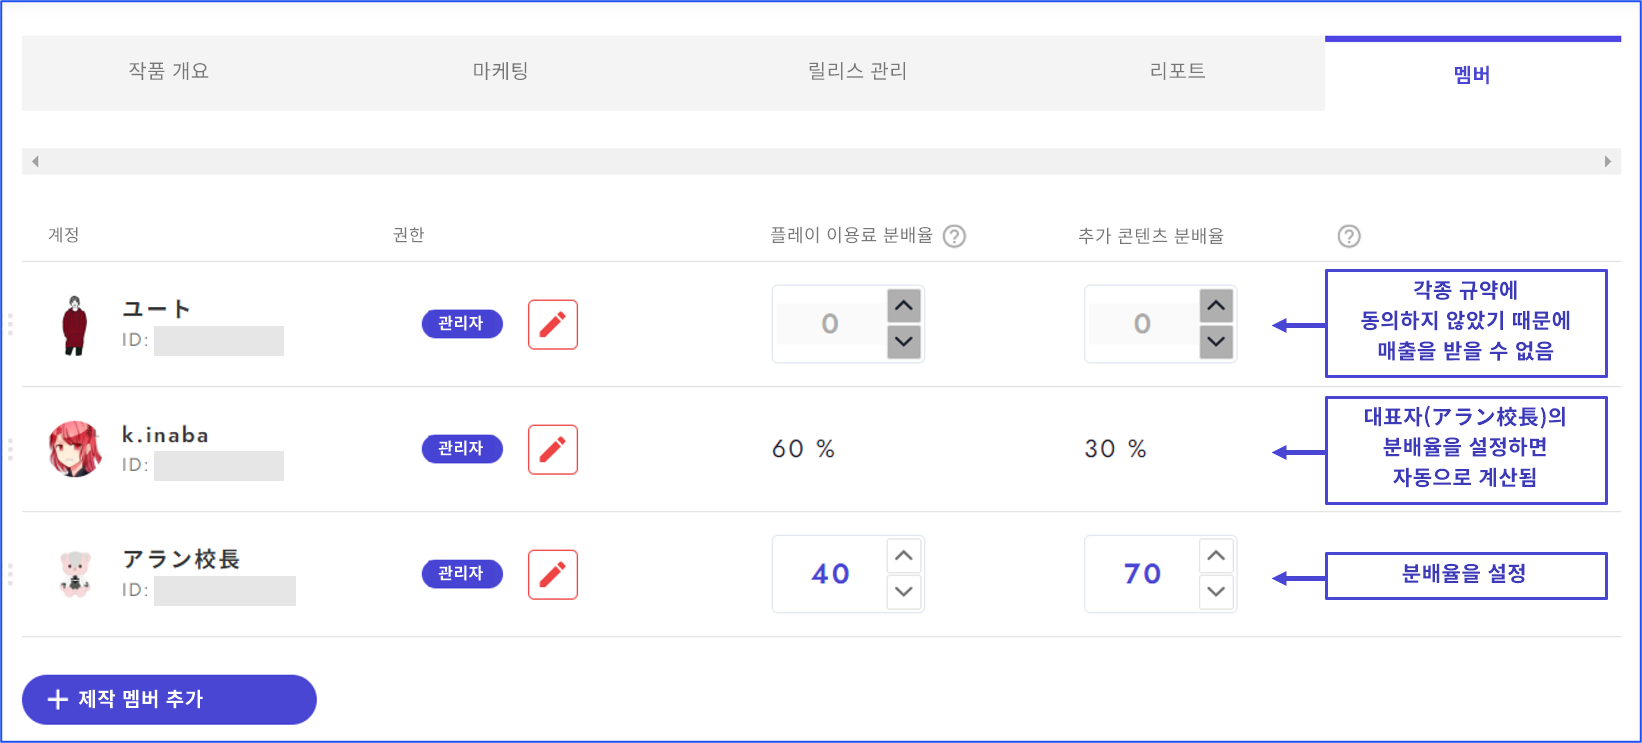 작품 개요
마케팅
릴리스 관리
리포트
멤버
계정
권한
플레이 이용료 분배율 ?
추가 콘텐츠 분배율
?
ユート
ID:
관리자
0
0
각종 규약에
동의하지 않았기 때문에
매출을 받을 수 없음
k.inaba
ID:
관리자
60 %
30 %
대표자(アラン校長)의
분배율을 설정하면
자동으로 계산됨
アラン校長
ID:
관리자
40
70
분배율을 설정
+ 제작 멤버 추가